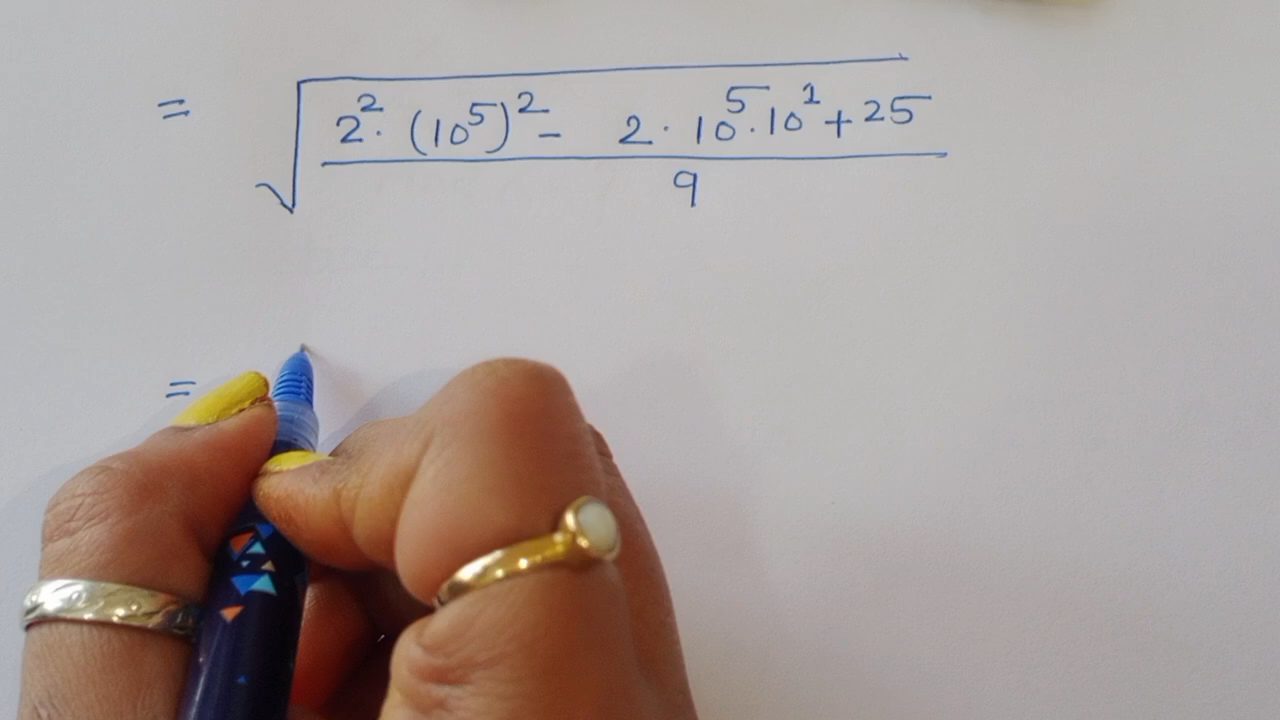 = √ 2². (10⁵)² - 2 · 10⁵. 10¹ + 25
9
=